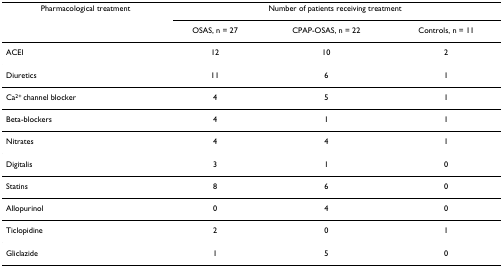 Pharmacological treatment Number of patients receiving treatment
OSAS, n = 27 CPAP-OSAS, n = 22 Controls, n = 11
ACEI 12 10 2
Diuretics 11 6 1
Ca²⁺ channel blocker 4 5 1
Beta-blockers 4 1 1
Nitrates 4 4 1
Digitalis 3 1 0
Statins 8 6 0
Allopurinol 0 4 0
Ticlopidine 2 0 1
Gliclazide 1 5 0